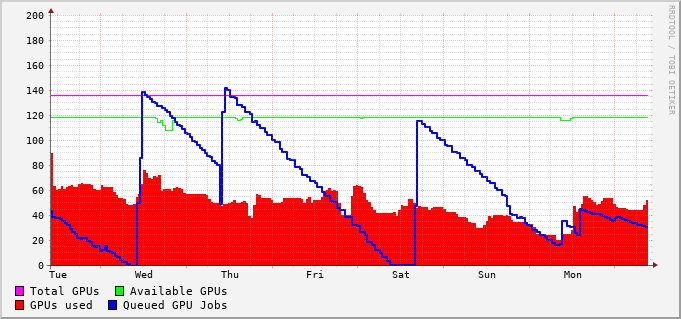 200
180
160
140
120
100
80
60
40
20
0
Tue Wed Thu Fri Sat Sun Mon
Total GPUs Available GPUs
GPUs used Queued GPU Jobs
RRDTOOL / TOBI OETIKER